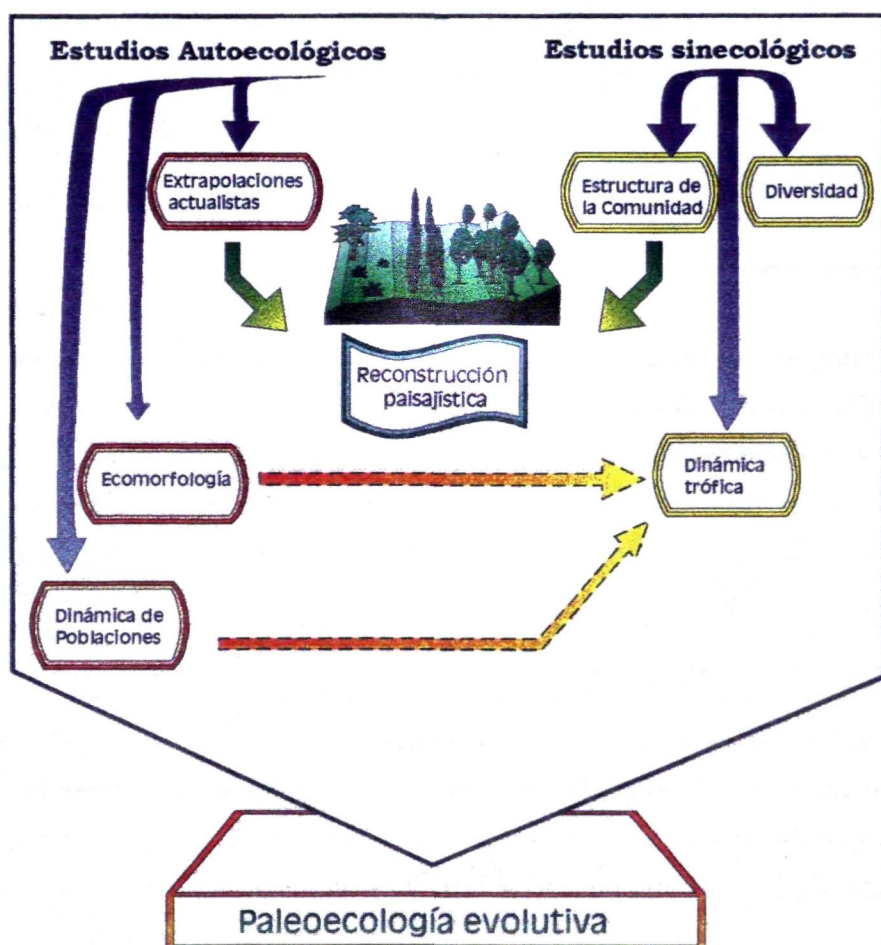 Estudios Autoecológicos
Estudios sinecológicos
Extrapolaciones
actualistas
Estructura de
la Comunidad
Diversidad
Reconstrucción
paisajística
Ecomorfología
Dinámica
trófica
Dinámica de
Poblaciones
Paleoecología evolutiva